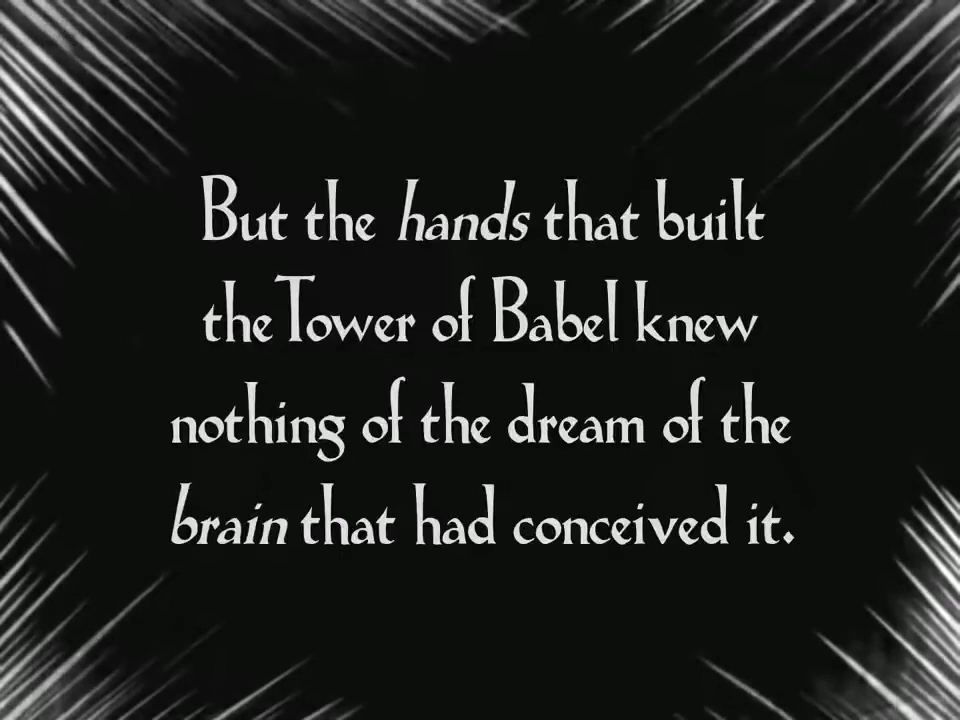 But the hands that built
the Tower of Babel knew
nothing of the dream of the
brain that had conceived it.